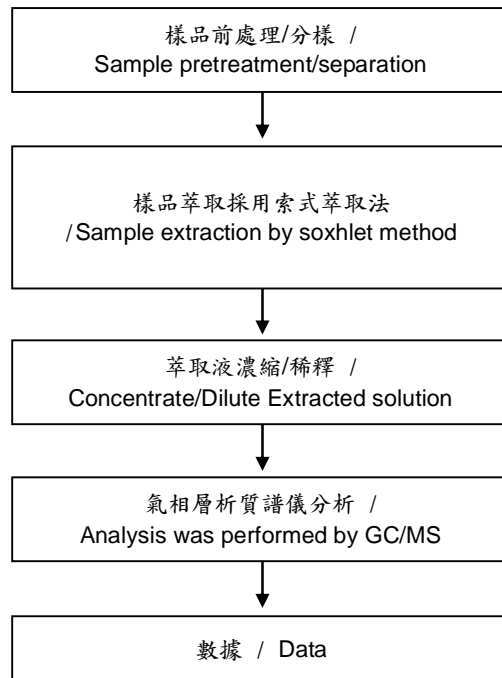 樣品前處理/分樣 /
Sample pretreatment/separation
樣品萃取採用索式萃取法
/Sample extraction by soxhlet method
萃取液濃縮/稀釋 /
Concentrate/Dilute Extracted solution
氣相層析質譜儀分析 /
Analysis was performed by GC/MS
數據 / Data